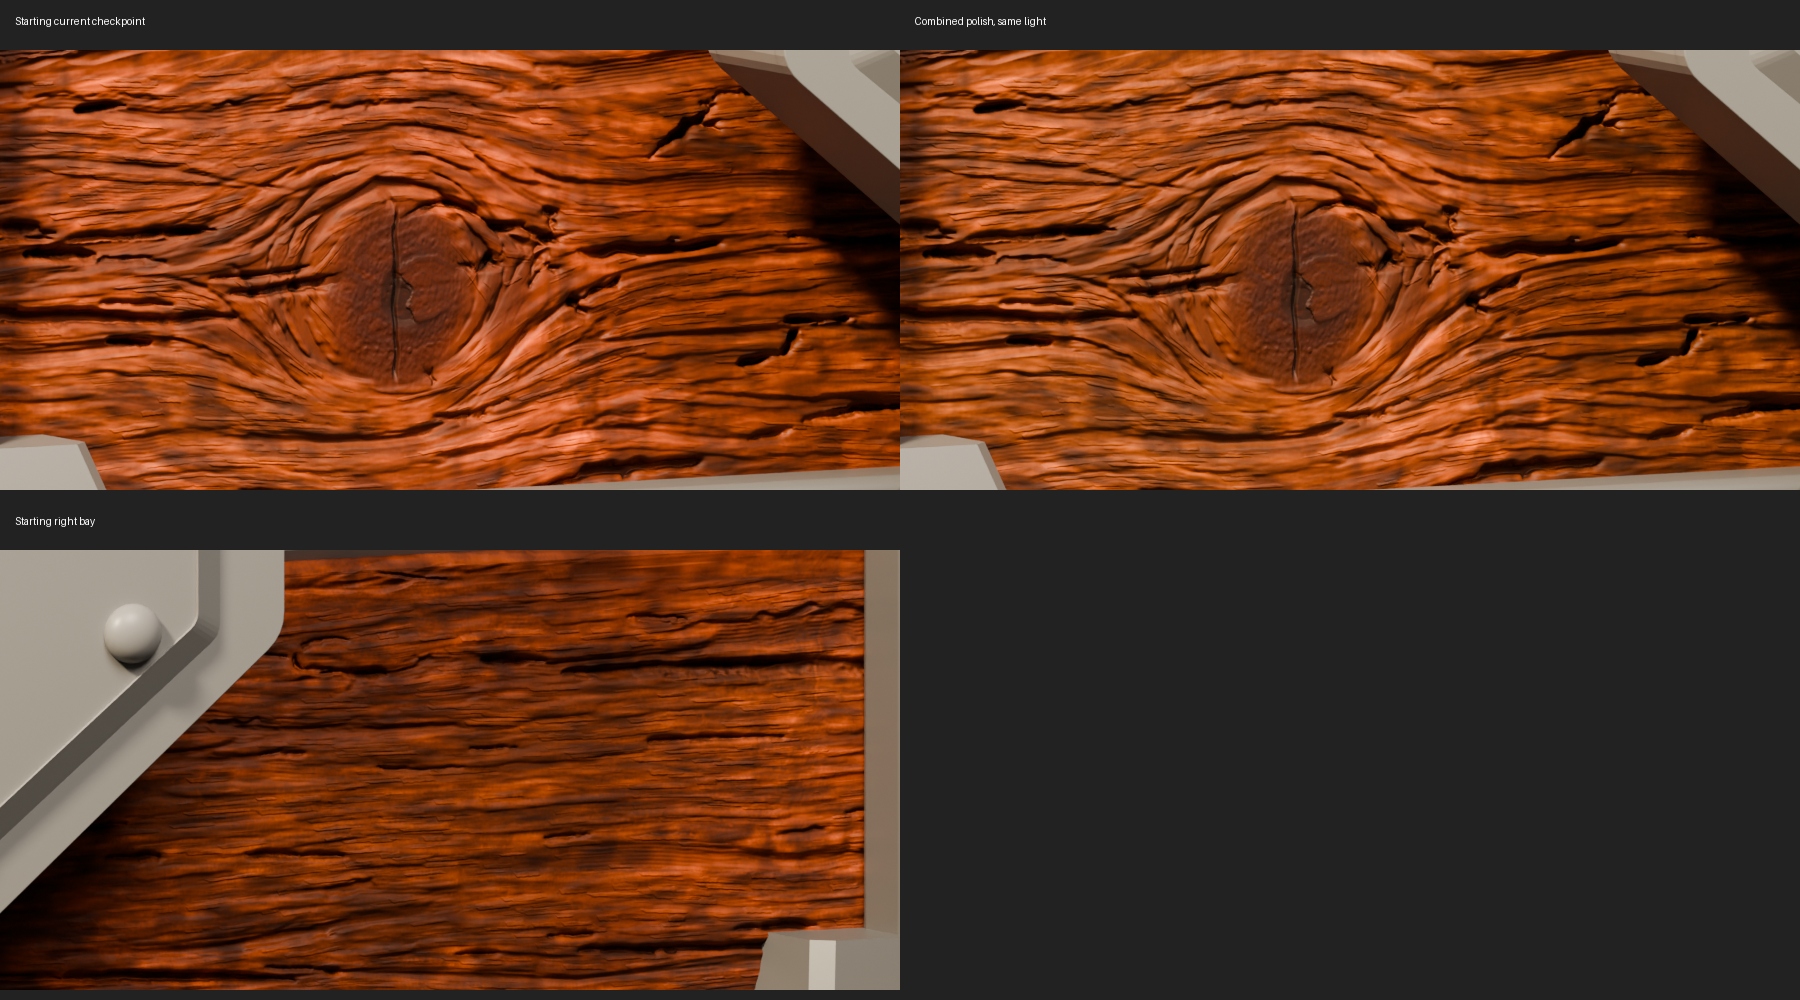 Starting current checkpoint
Combined polish, same light
Starting right bay